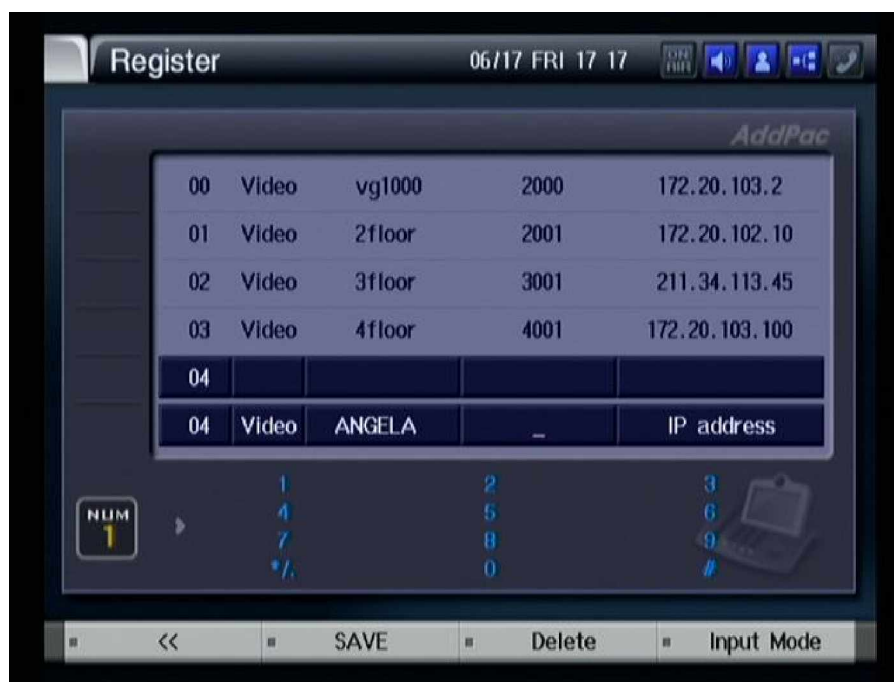 Register 06/17 FRI 17 17 ON AIR
AddPac
00 Video vg1000 2000 172.20.103.2
01 Video 2floor 2001 172.20.102.10
02 Video 3floor 3001 211.34.113.45
03 Video 4floor 4001 172.20.103.100
04
04 Video ANGELA _ IP address
1 2 3
NUM 4 5 6
1 7 8 9
*/. 0 #
<< SAVE Delete Input Mode